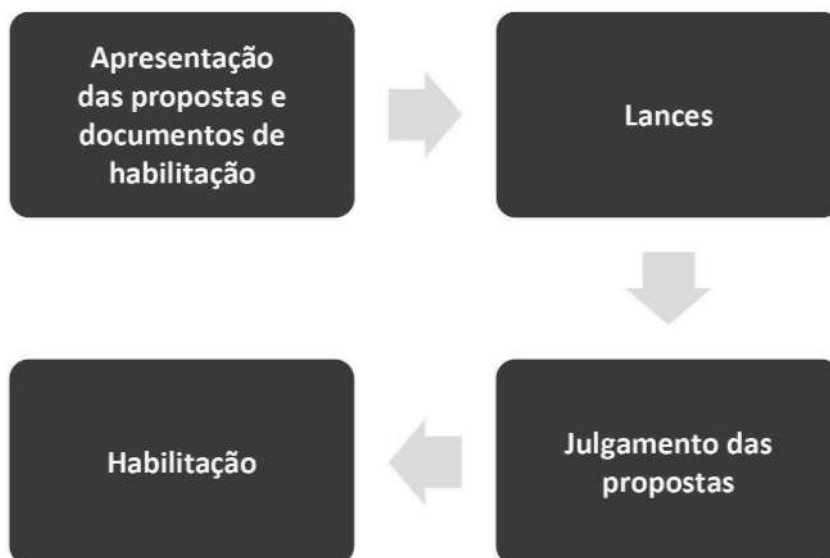 Apresentação
das propostas e
documentos de
habilitação
Lances
Julgamento das
propostas
Habilitação